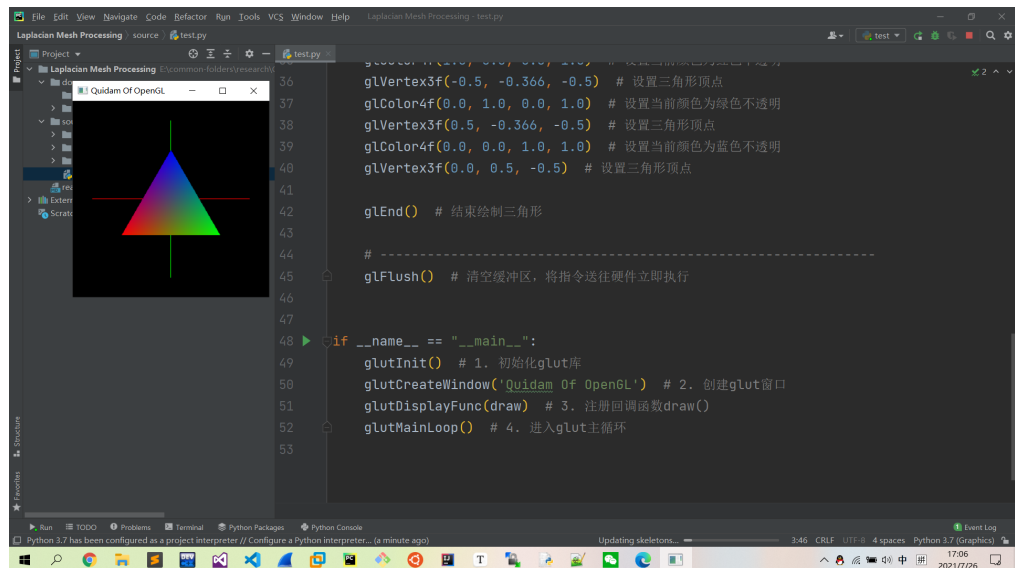 File Edit View Navigate Code Refactor Run Tools VCS Window Help Laplacian Mesh Processing - test.py
Laplacian Mesh Processing source test.py
test
Project
test.py
Laplacian Mesh Processing E:\common-folders\research\
Quidam Of OpenGL
Scratc
36 glVertex3f(-0.5, -0.366, -0.5) # 设置三角形顶点
37 glColor4f(0.0, 1.0, 0.0, 1.0) # 设置当前颜色为绿色不透明
38 glVertex3f(0.5, -0.366, -0.5) # 设置三角形顶点
39 glColor4f(0.0, 0.0, 1.0, 1.0) # 设置当前颜色为蓝色不透明
40 glVertex3f(0.0, 0.5, -0.5) # 设置三角形顶点
41
42 glEnd() # 结束绘制三角形
43
44 # ---------------------------------------------------------------
45 glFlush() # 清空缓冲区，将指令送往硬件立即执行
46
47
48 if __name__ == "__main__":
49 glutInit() # 1. 初始化glut库
50 glutCreateWindow('Quidam Of OpenGL') # 2. 创建glut窗口
51 glutDisplayFunc(draw) # 3. 注册回调函数draw()
52 glutMainLoop() # 4. 进入glut主循环
53
2
Project
Structure
Favorites
Run TODO Problems Terminal Python Packages Python Console 1 Event Log
Python 3.7 has been configured as a project interpreter // Configure a Python interpreter... (a minute ago) Updating skeletons... 3:46 CRLF UTF-8 4 spaces Python 3.7 (Graphics)
中 拼 17:06
2021/7/26